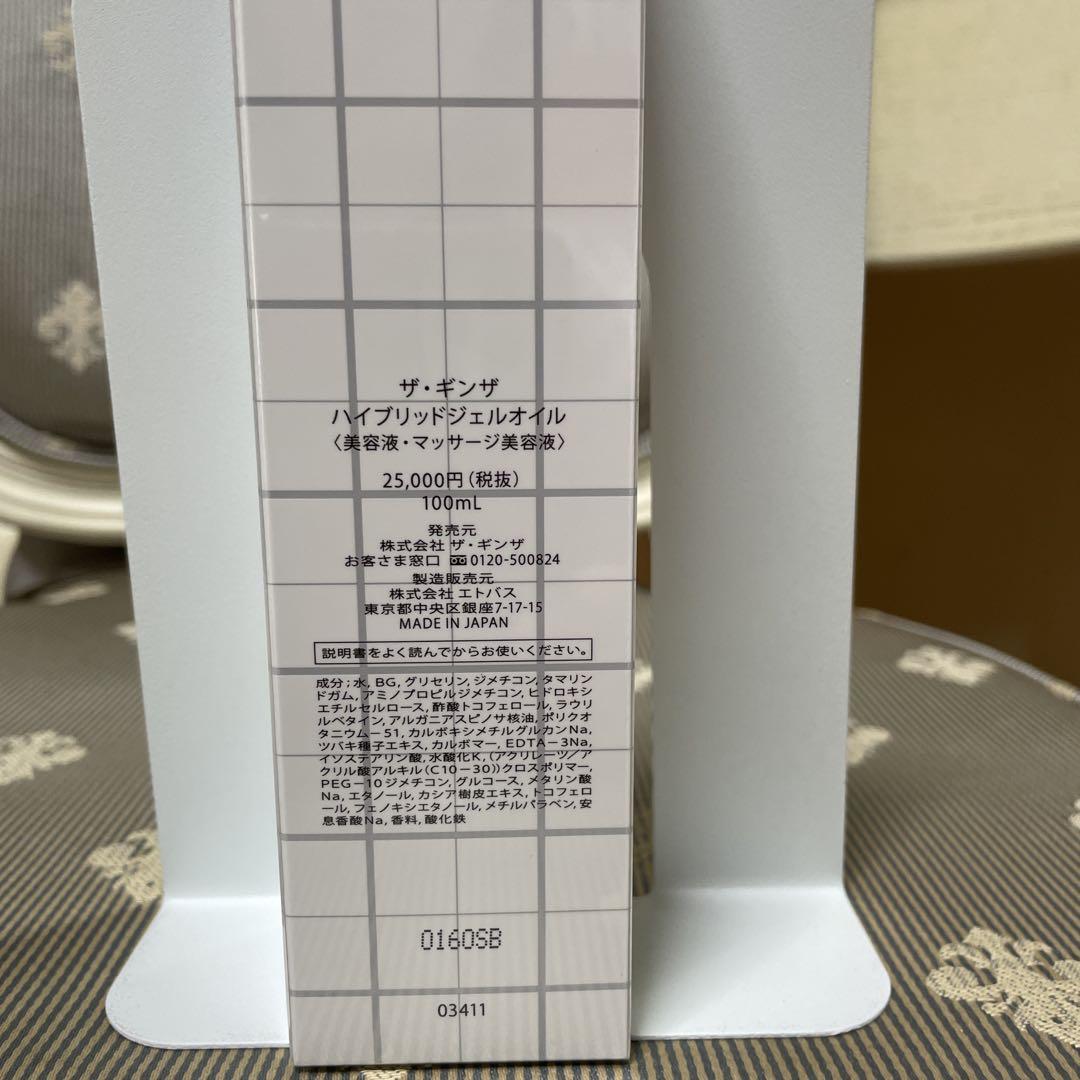 ザ・ギンザ
ハイブリッドジェルオイル
〈美容液・マッサージ美容液〉
25,000円（税抜）
100mL
発売元
株式会社 ザ・ギンザ
お客さま窓口 0120-500824
製造販売元
株式会社 エトバス
東京都中央区銀座7-17-15
MADE IN JAPAN
説明書をよく読んでからお使いください。
成分；水, BG, グリセリン, ジメチコン, タマリン
ドガム, アミノプロピルジメチコン, ヒドロキシ
エチルセルロース, 酢酸トコフェロール, ラウリ
ルベタイン, アルガニアスピノサ核油, ポリクオ
タニウム－51, カルボキシメチルグルカンNa,
ツバキ種子エキス, カルボマー, EDTA－3Na,
イソステアリン酸, 水酸化K, (アクリレーツ／ア
クリル酸アルキル(C10－30))クロスポリマー,
PEG－10ジメチコン, グルコース, メタリン酸
Na, エタノール, カシア樹皮エキス, トコフェロ
ール, フェノキシエタノール, メチルパラベン, 安
息香酸Na, 香料, 酸化鉄
0160SB
03411